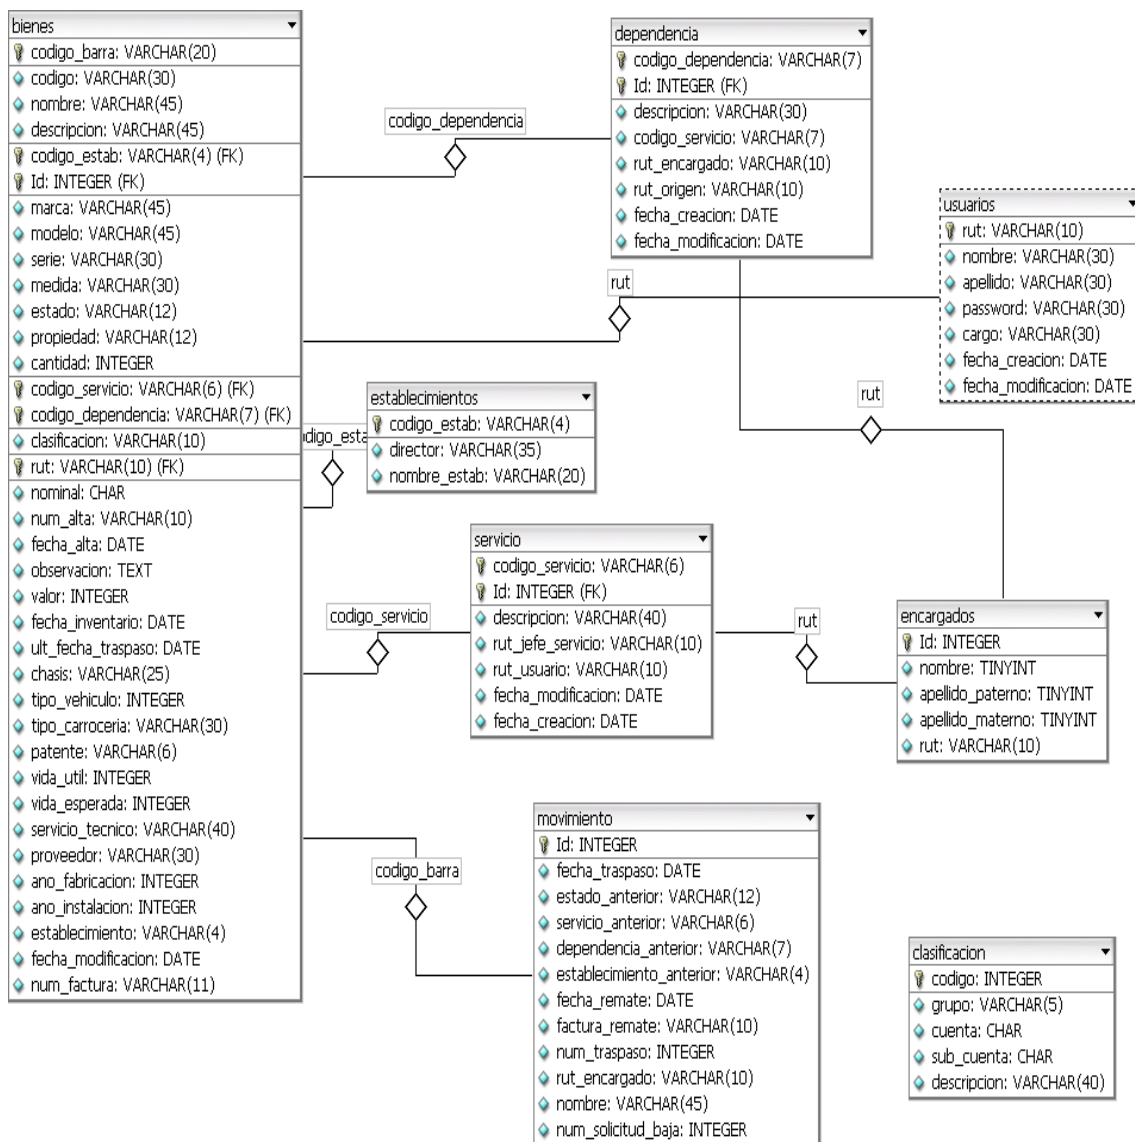 bienes
codigo_barra: VARCHAR(20)
codigo: VARCHAR(30)
nombre: VARCHAR(45)
descripcion: VARCHAR(45)
codigo_estab: VARCHAR(4) (FK)
Id: INTEGER (FK)
marca: VARCHAR(45)
modelo: VARCHAR(45)
serie: VARCHAR(30)
medida: VARCHAR(30)
estado: VARCHAR(12)
propiedad: VARCHAR(12)
cantidad: INTEGER
codigo_servicio: VARCHAR(6) (FK)
codigo_dependencia: VARCHAR(7) (FK)
clasificacion: VARCHAR(10)
rut: VARCHAR(10) (FK)
nominal: CHAR
num_alta: VARCHAR(10)
fecha_alta: DATE
observacion: TEXT
valor: INTEGER
fecha_inventario: DATE
ult_fecha_traspaso: DATE
chasis: VARCHAR(25)
tipo_vehiculo: INTEGER
tipo_carroceria: VARCHAR(30)
patente: VARCHAR(6)
vida_util: INTEGER
vida_esperada: INTEGER
servicio_tecnico: VARCHAR(40)
proveedor: VARCHAR(30)
ano_fabricacion: INTEGER
ano_instalacion: INTEGER
establecimiento: VARCHAR(4)
fecha_modificacion: DATE
num_factura: VARCHAR(11)
codigo_dependencia
dependencia
codigo_dependencia: VARCHAR(7)
Id: INTEGER (FK)
descripcion: VARCHAR(30)
codigo_servicio: VARCHAR(7)
rut_encargado: VARCHAR(10)
rut_origen: VARCHAR(10)
fecha_creacion: DATE
fecha_modificacion: DATE
rut
usuarios
rut: VARCHAR(10)
nombre: VARCHAR(30)
apellido: VARCHAR(30)
password: VARCHAR(30)
cargo: VARCHAR(30)
fecha_creacion: DATE
fecha_modificacion: DATE
rut
odigo_esta
establecimientos
codigo_estab: VARCHAR(4)
director: VARCHAR(35)
nombre_estab: VARCHAR(20)
codigo_servicio
servicio
codigo_servicio: VARCHAR(6)
Id: INTEGER (FK)
descripcion: VARCHAR(40)
rut_jefe_servicio: VARCHAR(10)
rut_usuario: VARCHAR(10)
fecha_modificacion: DATE
fecha_creacion: DATE
rut
encargados
Id: INTEGER
nombre: TINYINT
apellido_paterno: TINYINT
apellido_materno: TINYINT
rut: VARCHAR(10)
codigo_barra
movimiento
Id: INTEGER
fecha_traspaso: DATE
estado_anterior: VARCHAR(12)
servicio_anterior: VARCHAR(6)
dependencia_anterior: VARCHAR(7)
establecimiento_anterior: VARCHAR(4)
fecha_remate: DATE
factura_remate: VARCHAR(10)
num_traspaso: INTEGER
rut_encargado: VARCHAR(10)
nombre: VARCHAR(45)
num_solicitud_baja: INTEGER
clasificacion
codigo: INTEGER
grupo: VARCHAR(5)
cuenta: CHAR
sub_cuenta: CHAR
descripcion: VARCHAR(40)